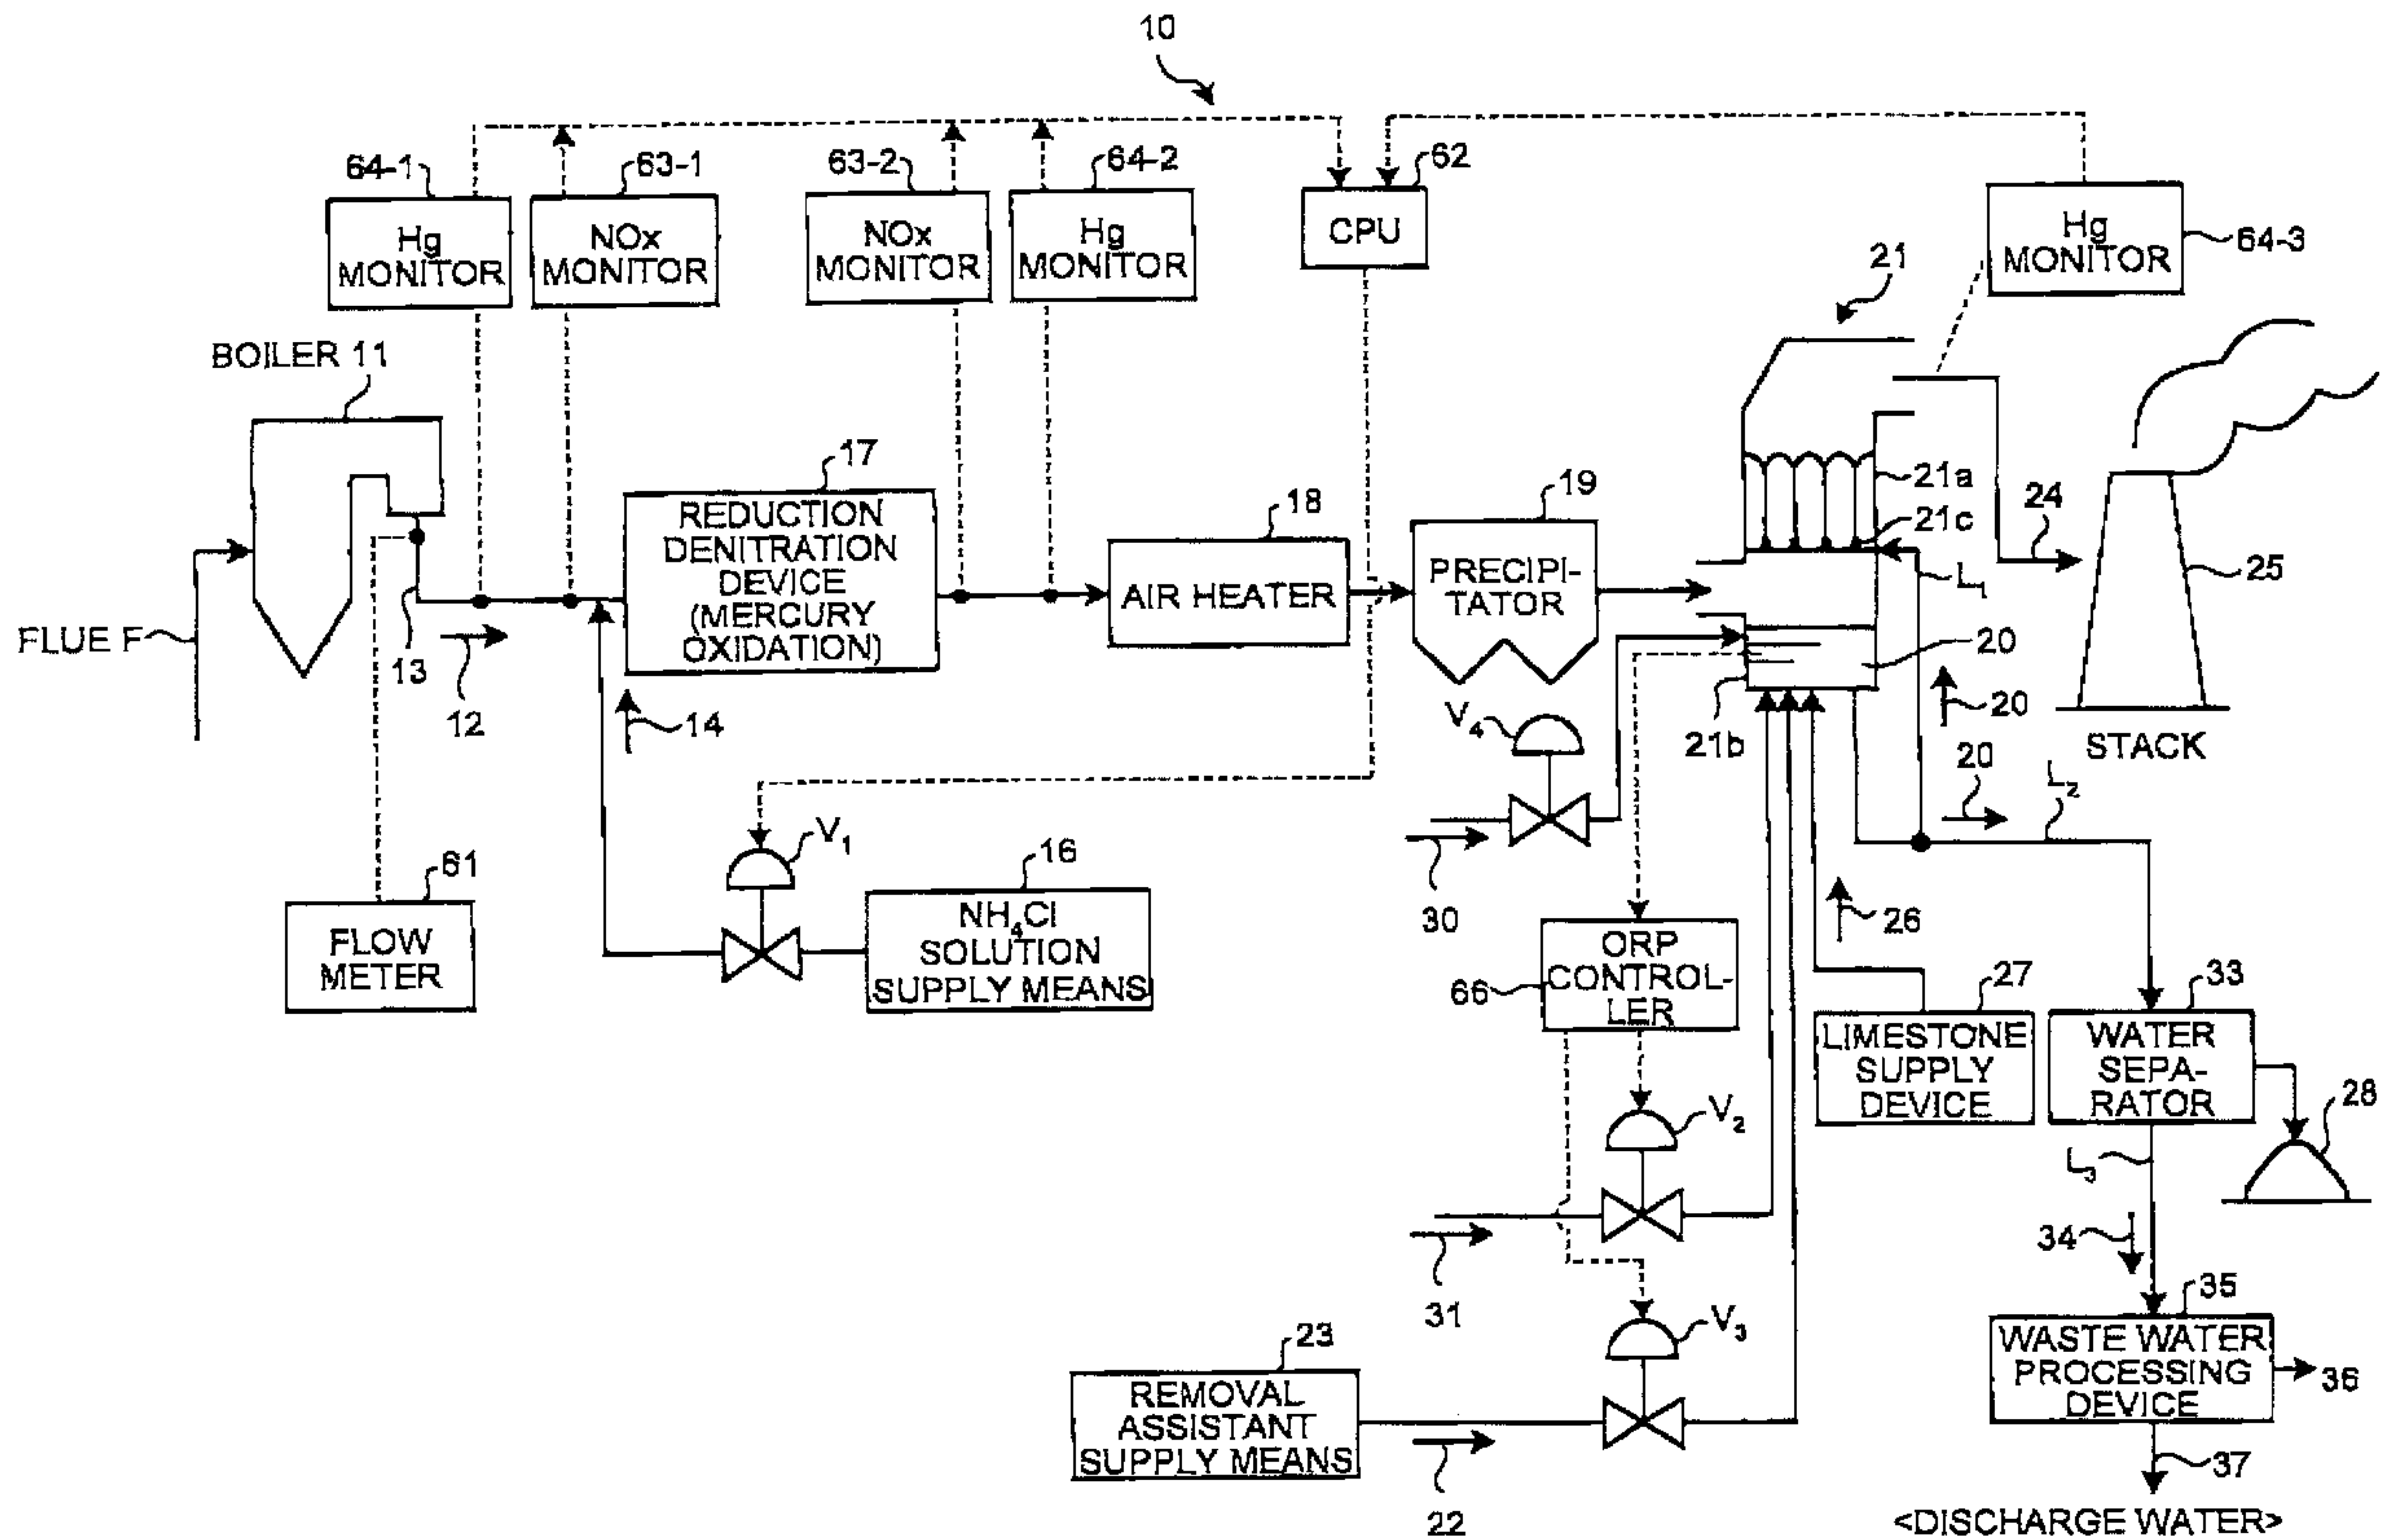 10
64-1
63-1
63-2
64-2
62
Hg
MONITOR
NOx
MONITOR
NOx
MONITOR
Hg
MONITOR
CPU
Hg
MONITOR
64-3
21
BOILER 11
17
REDUCTION
DENITRATION
DEVICE
(MERCURY
OXIDATION)
18
AIR HEATER
19
PRECIPI-
TATOR
21a
21c
L1
24
25
STACK
FLUE F
13
12
14
20
21b
20
20
L2
V4
30
V1
61
FLOW
METER
16
NH4Cl
SOLUTION
SUPPLY MEANS
ORP
CONTROL-
LER
66
26
27
LIMESTONE
SUPPLY
DEVICE
33
WATER
SEPA-
RATOR
28
V2
L3
34
31
V3
23
REMOVAL
ASSISTANT
SUPPLY MEANS
22
35
WASTE WATER
PROCESSING
DEVICE
36
37
<DISCHARGE WATER>